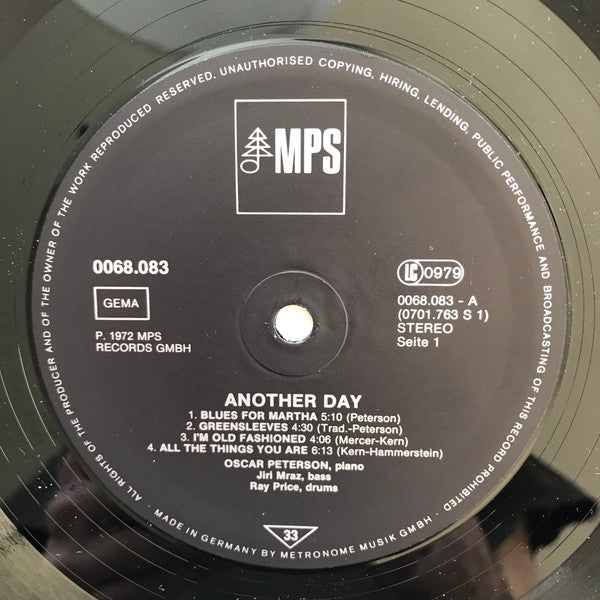 ALL RIGHTS OF THE PRODUCER AND OF THE OWNER OF THE WORK REPRODUCED RESERVED. UNAUTHORISED COPYING, HIRING, LENDING, PUBLIC PERFORMANCE AND BROADCASTING OF THIS RECORD PROHIBITED ·
MPS
0068.083
GEMA
P. 1972 MPS
RECORDS GMBH
LC 0979
0068.083 - A
(0701.763 S 1)
STEREO
Seite 1
ANOTHER DAY
1. BLUES FOR MARTHA 5:10 (Peterson)
2. GREENSLEEVES 4:30 (Trad.-Peterson)
3. I'M OLD FASHIONED 4:06 (Mercer-Kern)
4. ALL THE THINGS YOU ARE 6:13 (Kern-Hammerstein)
OSCAR PETERSON, piano
Jiri Mraz, bass
Ray Price, drums
33
· MADE IN GERMANY BY METRONOME MUSIK GMBH ·